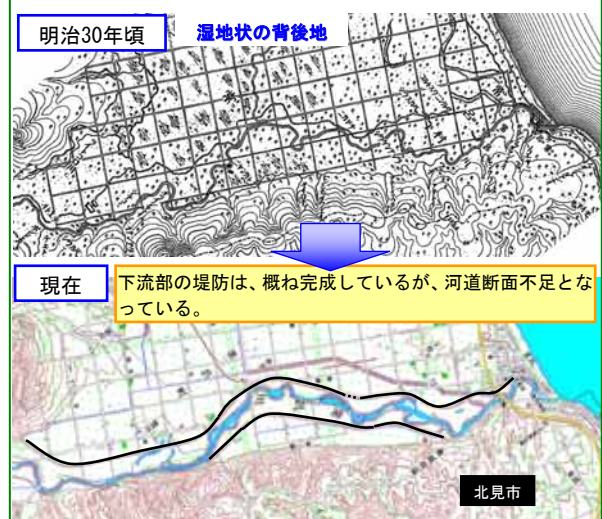 明治30年頃
湿地状の背後地
現在
下流部の堤防は、概ね完成しているが、河道断面不足とな
っている。
北見市